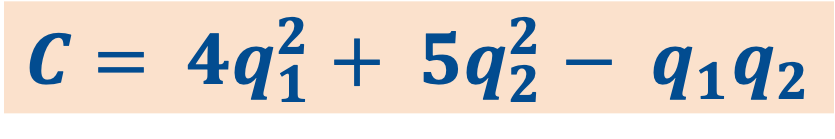 C = 4q₁² + 5q₂² − q₁q₂